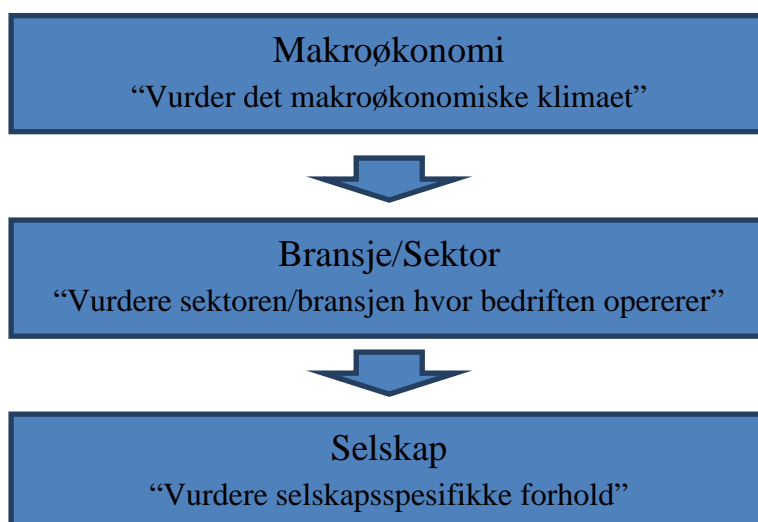 Makroøkonomi
“Vurder det makroøkonomiske klimaet”
Bransje/Sektor
“Vurdere sektoren/bransjen hvor bedriften opererer”
Selskap
“Vurdere selskapsspesifikke forhold”